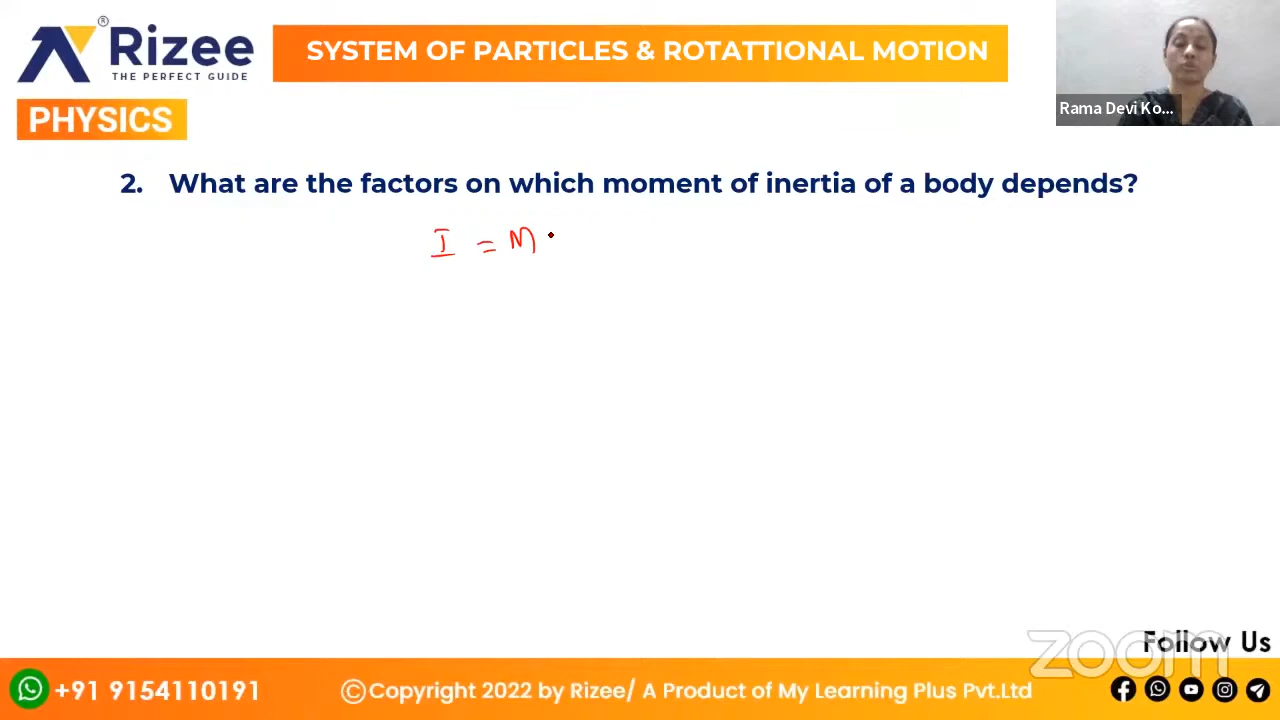 ® Rizee
THE PERFECT GUIDE
SYSTEM OF PARTICLES & ROTATTIONAL MOTION
PHYSICS
Rama Devi Ko...
2. What are the factors on which moment of inertia of a body depends?
I = M
zoom
Follow Us
+91 9154110191
©Copyright 2022 by Rizee/ A Product of My Learning Plus Pvt.Ltd